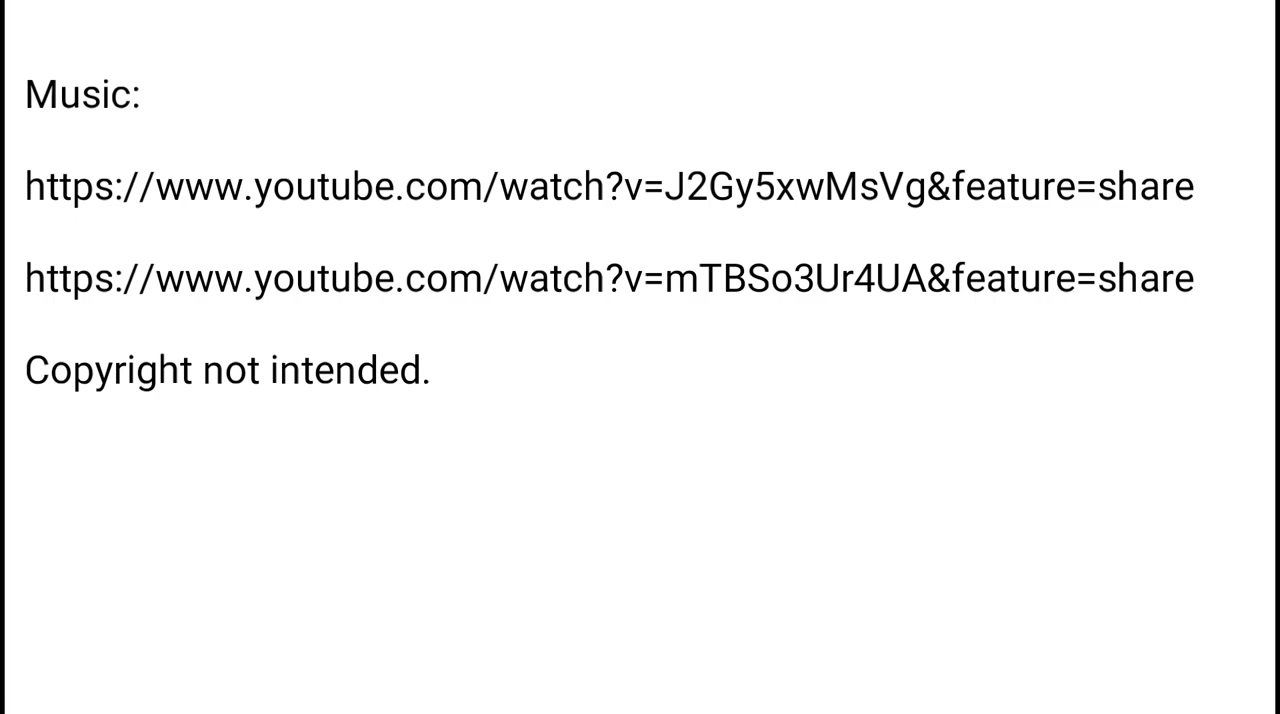 Music:
https://www.youtube.com/watch?v=J2Gy5xwMsVg&feature=share
https://www.youtube.com/watch?v=mTBSo3Ur4UA&feature=share
Copyright not intended.